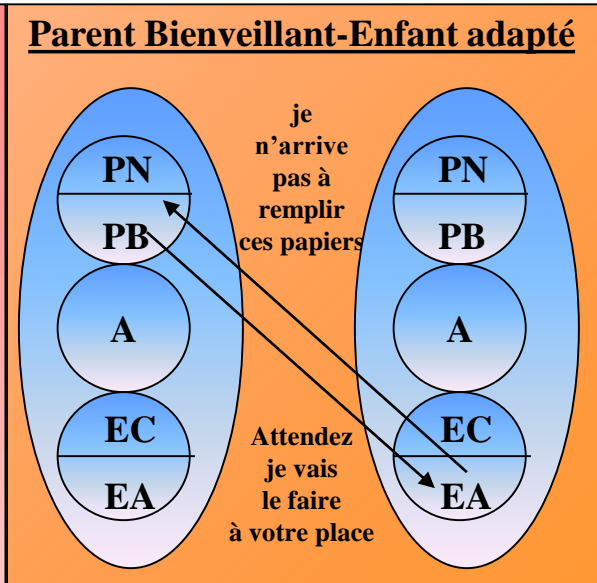 Parent Bienveillant-Enfant adapté
je
n’arrive
pas à
remplir
ces papiers
PN
PB
A
EC
EA
PN
PB
A
EC
EA
Attendez
je vais
le faire
à votre place